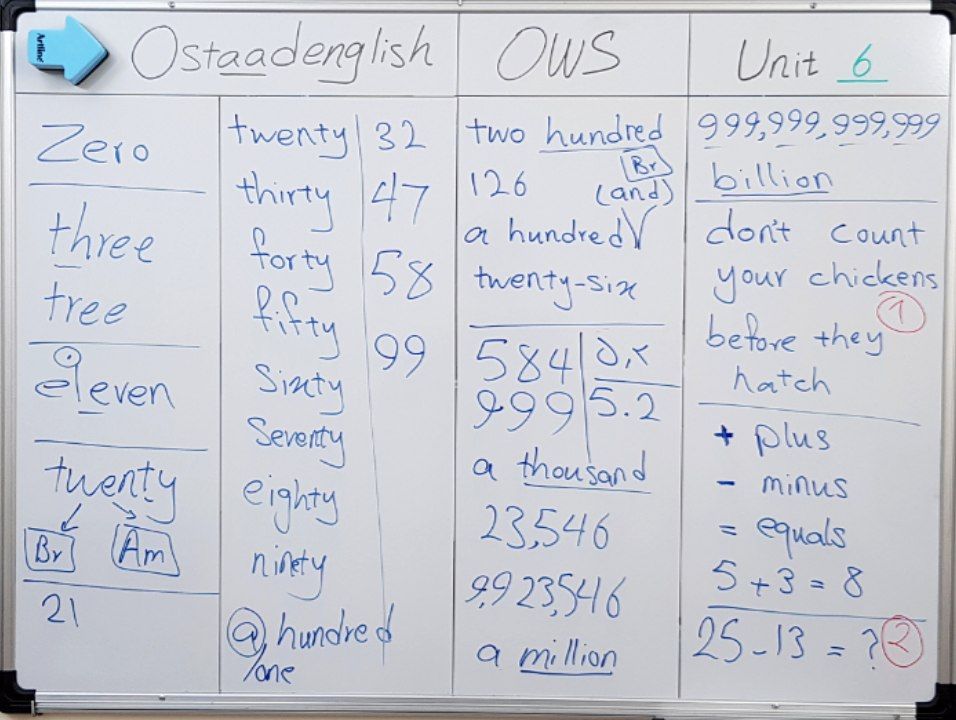 Artline
Ostaadenglish
OWS
Unit 6
Zero
three
tree
eleven
twenty
Br Am
21
twenty 32
thirty 47
forty 58
fifty
99
Sixty
Seventy
eighty
ninety
a hundred
/one
two hundred
126 Br
(and)
a hundred√
twenty-six
584 ۵,۲
999 5.2
a thousand
23,546
9,923,546
a million
999,999,999,999
billion
don't count
your chickens
1
before they
hatch
+ plus
- minus
= equals
5 + 3 = 8
25 - 13 = ? 2